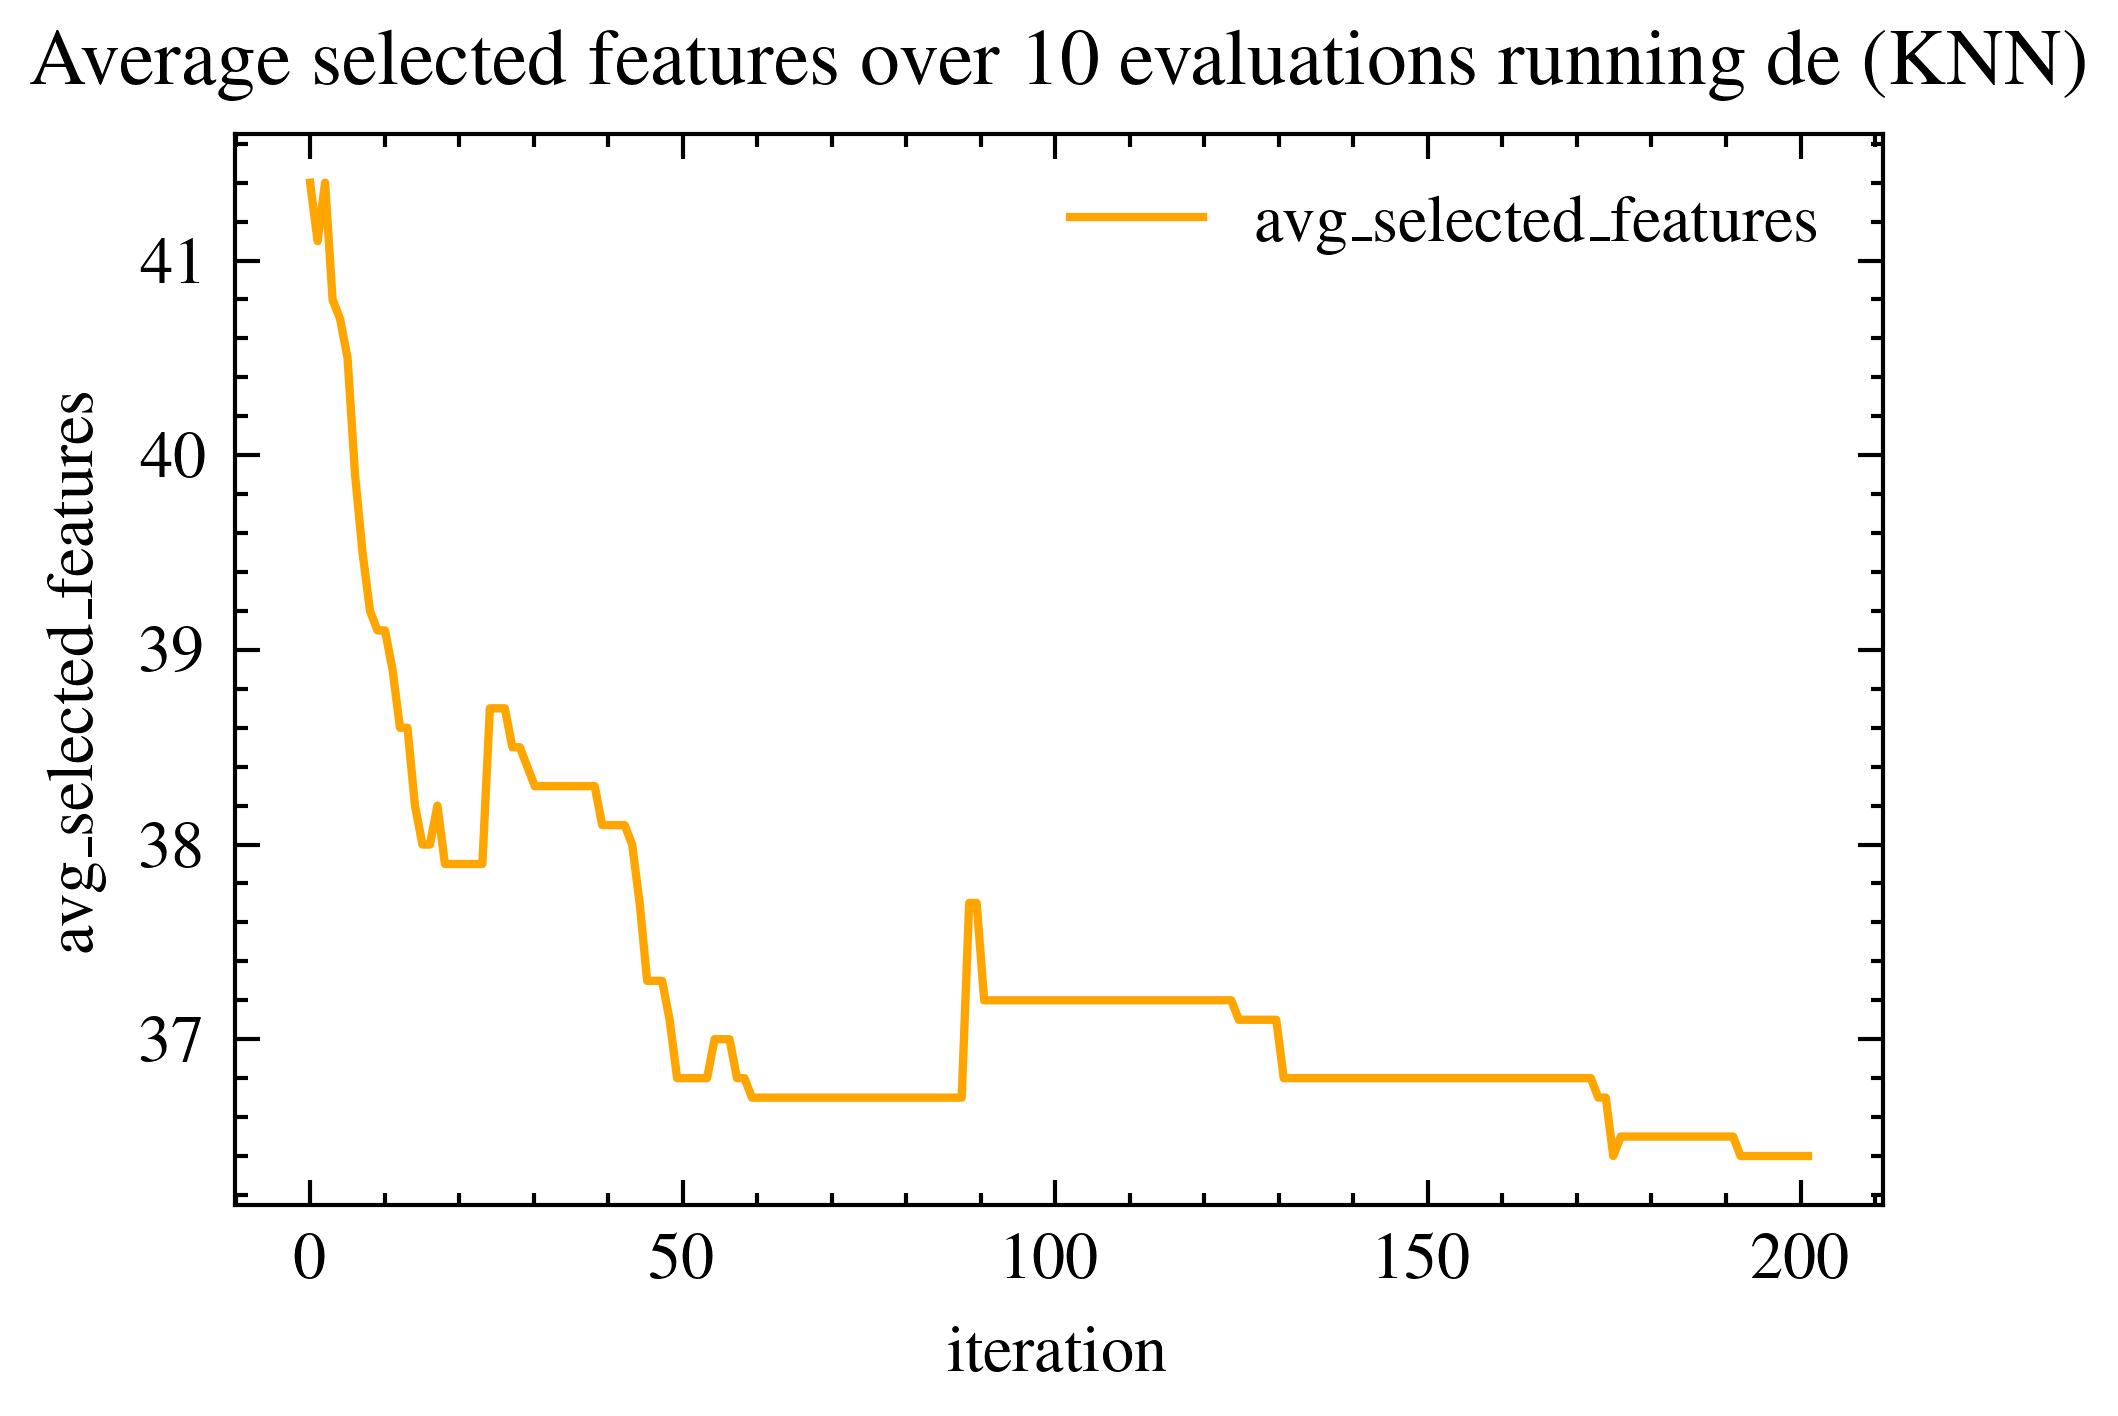 Average selected features over 10 evaluations running de (KNN)
avg_selected_features
41
40
39
38
37
avg_selected_features
0 50 100 150 200
iteration